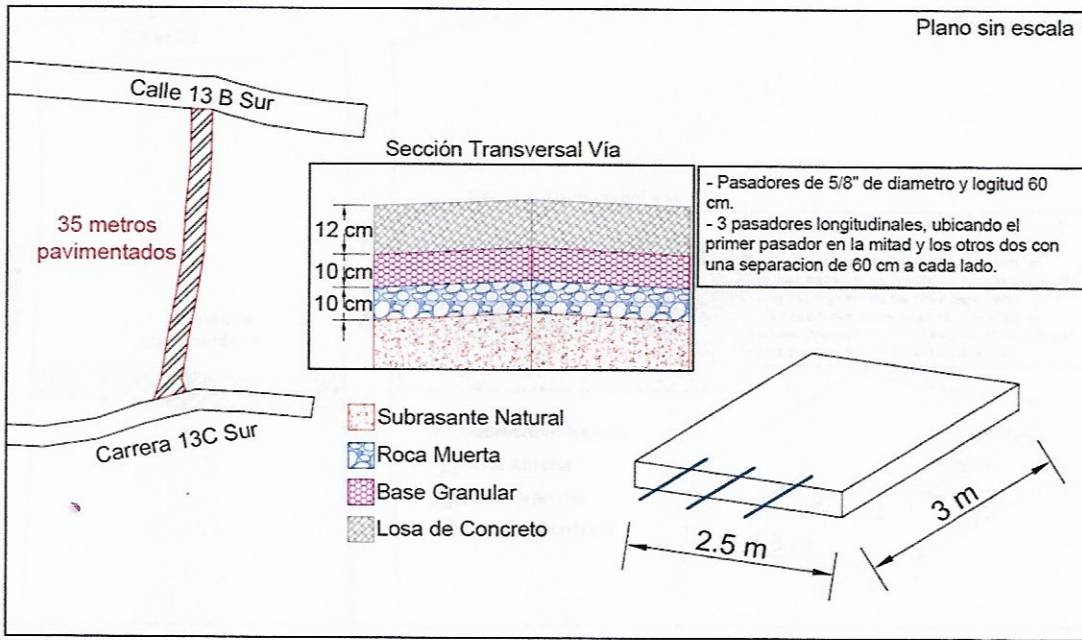 Plano sin escala
Calle 13 B Sur
Sección Transversal Vía
35 metros
pavimentados
12 cm
10 cm
10 cm
- Pasadores de 5/8" de diametro y logitud 60
cm.
- 3 pasadores longitudinales, ubicando el
primer pasador en la mitad y los otros dos con
una separacion de 60 cm a cada lado.
Carrera 13C Sur
Subrasante Natural
Roca Muerta
Base Granular
Losa de Concreto
2.5 m
3 m